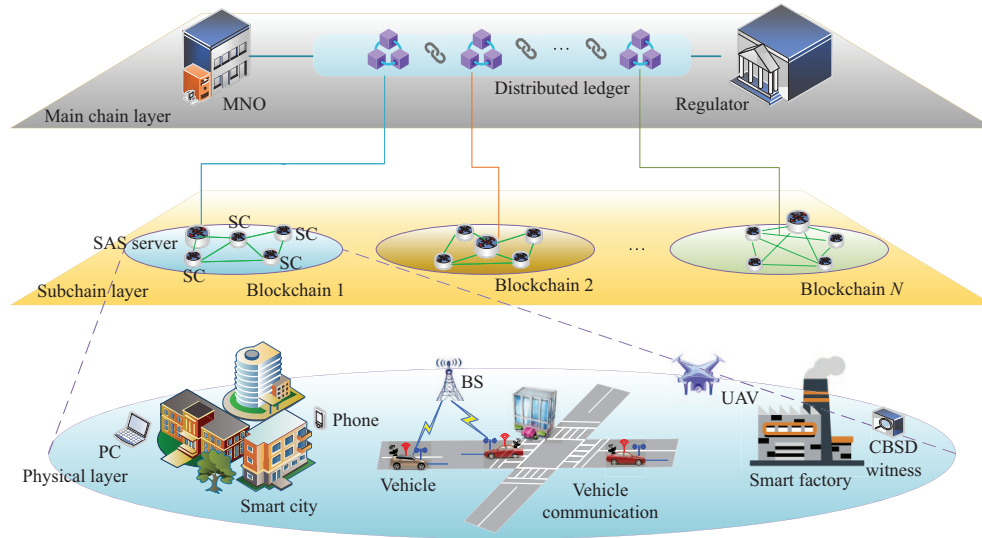 ...
Distributed ledger
MNO
Regulator
Main chain layer
SC
SC
SAS server
SC
SC
...
Subchain layer
Blockchain 1
Blockchain 2
Blockchain N
BS
UAV
Phone
PC
CBSD
witness
Physical layer
Vehicle
Vehicle
communication
Smart factory
Smart city